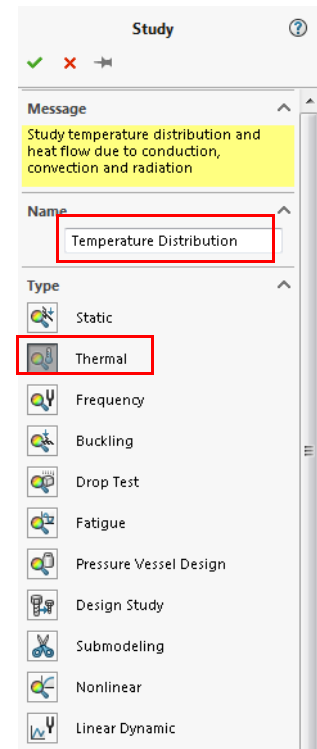 Study
Message
Study temperature distribution and
heat flow due to conduction,
convection and radiation
Name
Temperature Distribution
Type
Static
Thermal
Frequency
Buckling
Drop Test
Fatigue
Pressure Vessel Design
Design Study
Submodeling
Nonlinear
Linear Dynamic